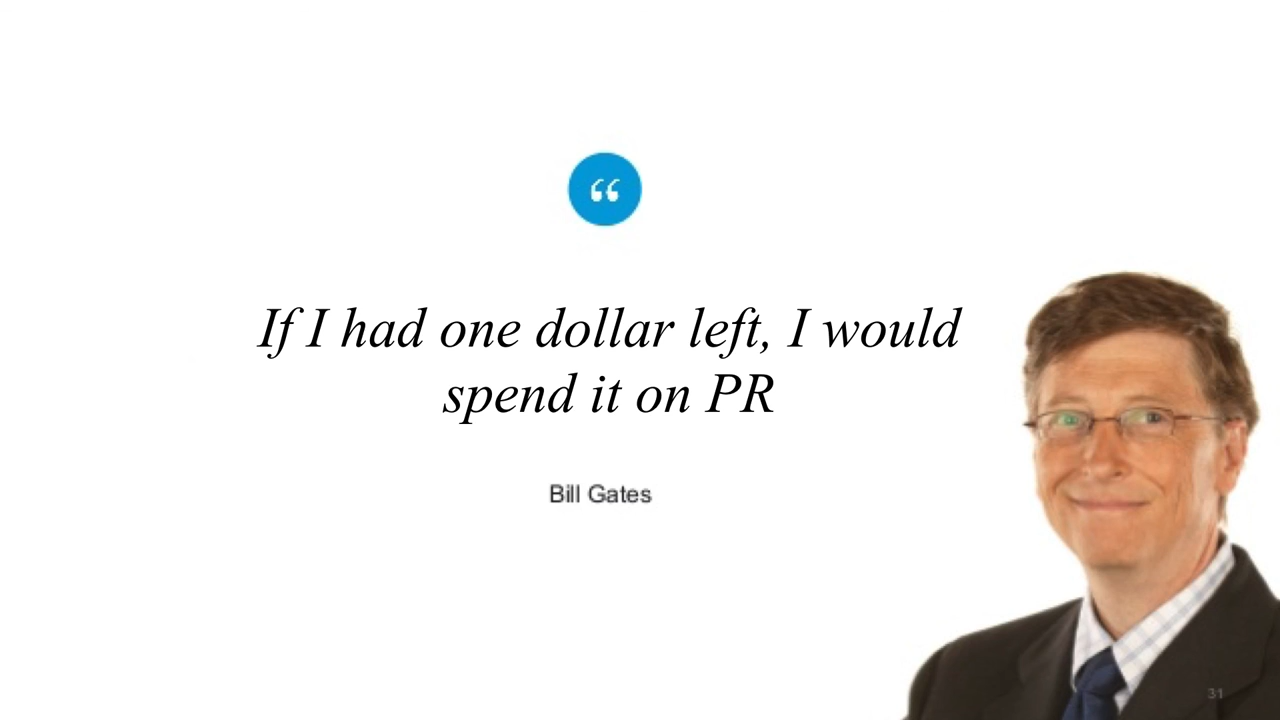 “
If I had one dollar left, I would
spend it on PR
Bill Gates
31